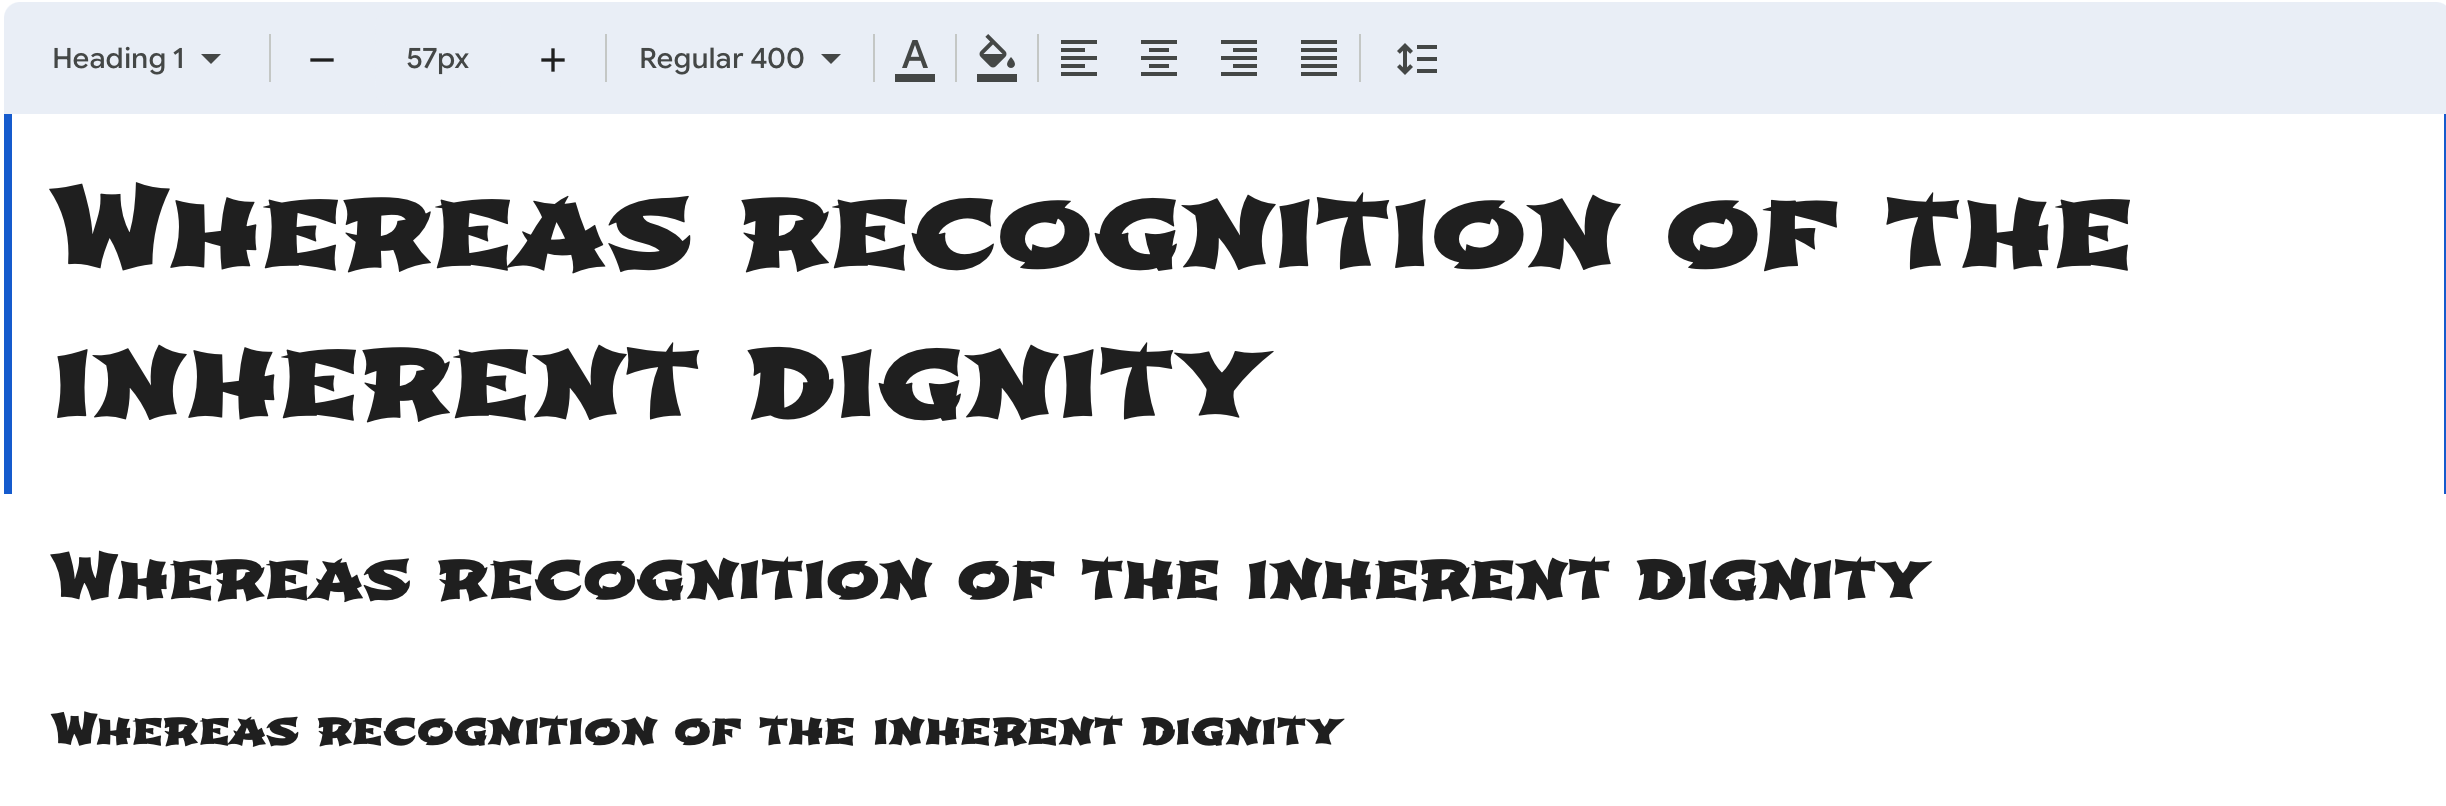 Heading 1 57px Regular 400 A
Whereas recognition of the
inherent dignity
Whereas recognition of the inherent dignity
Whereas recognition of the inherent dignity